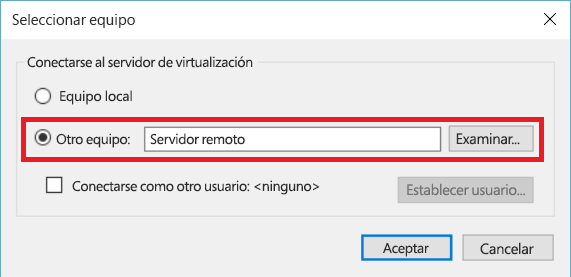 Seleccionar equipo
Conectarse al servidor de virtualización
Equipo local
Otro equipo: Servidor remoto Examinar...
Conectarse como otro usuario: <ninguno> Establecer usuario...
Aceptar Cancelar